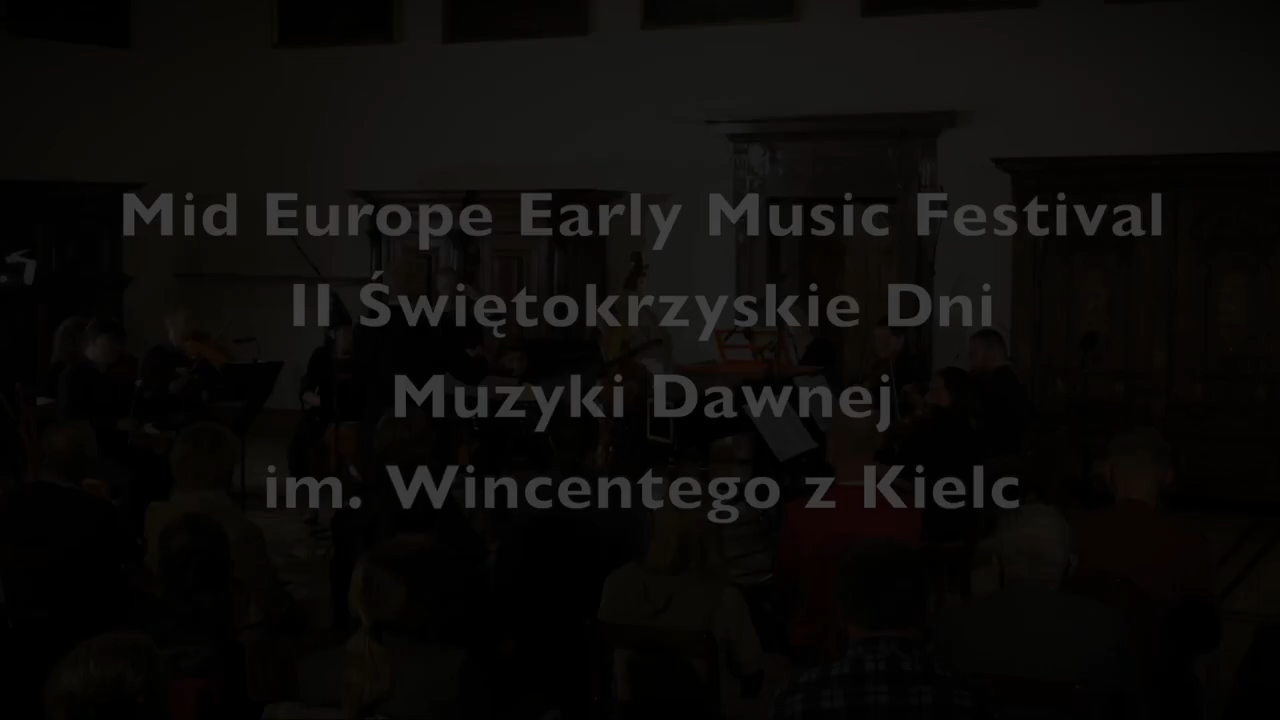 Mid Europe Early Music Festival
II Świętokrzyskie Dni
Muzyki Dawnej
im. Wincentego z Kielc